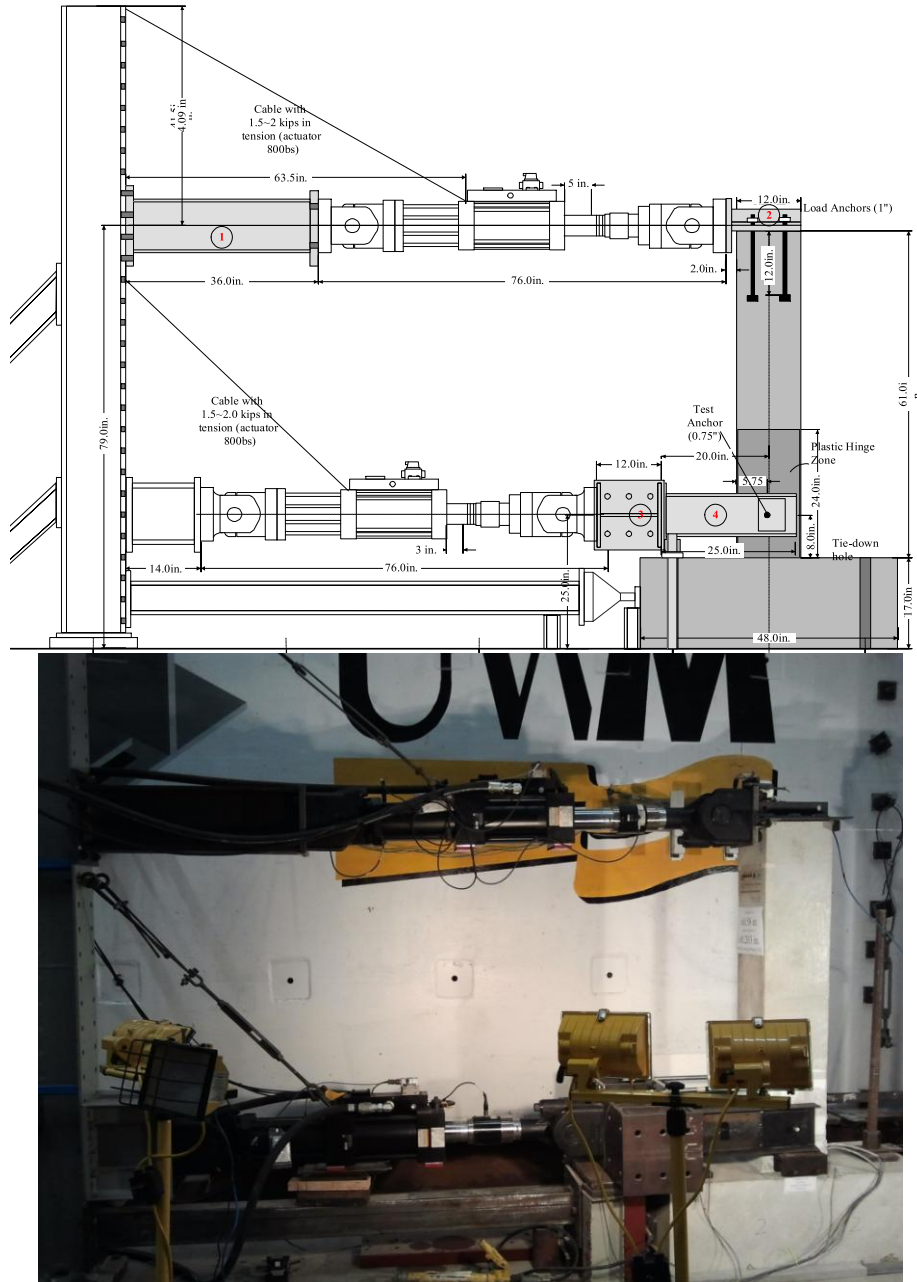 4.09 in
Cable with
1.5~2 kips in
tension (actuator
800bs)
63.5in.
5 in.
12.0in.
Load Anchors (1")
1
2
12.0in.
2.0in.
36.0in.
76.0in.
79.0in.
61.0i
Cable with
1.5~2.0 kips in
tension (actuator
800bs)
Test
Anchor
(0.75")
Plastic Hinge
Zone
20.0in.
12.0in.
5.75
24.0in.
3
4
8.0in.
3 in.
25.0in.
Tie-down
hole
14.0in.
76.0in.
25.0in.
17.0in
48.0in.
UWM